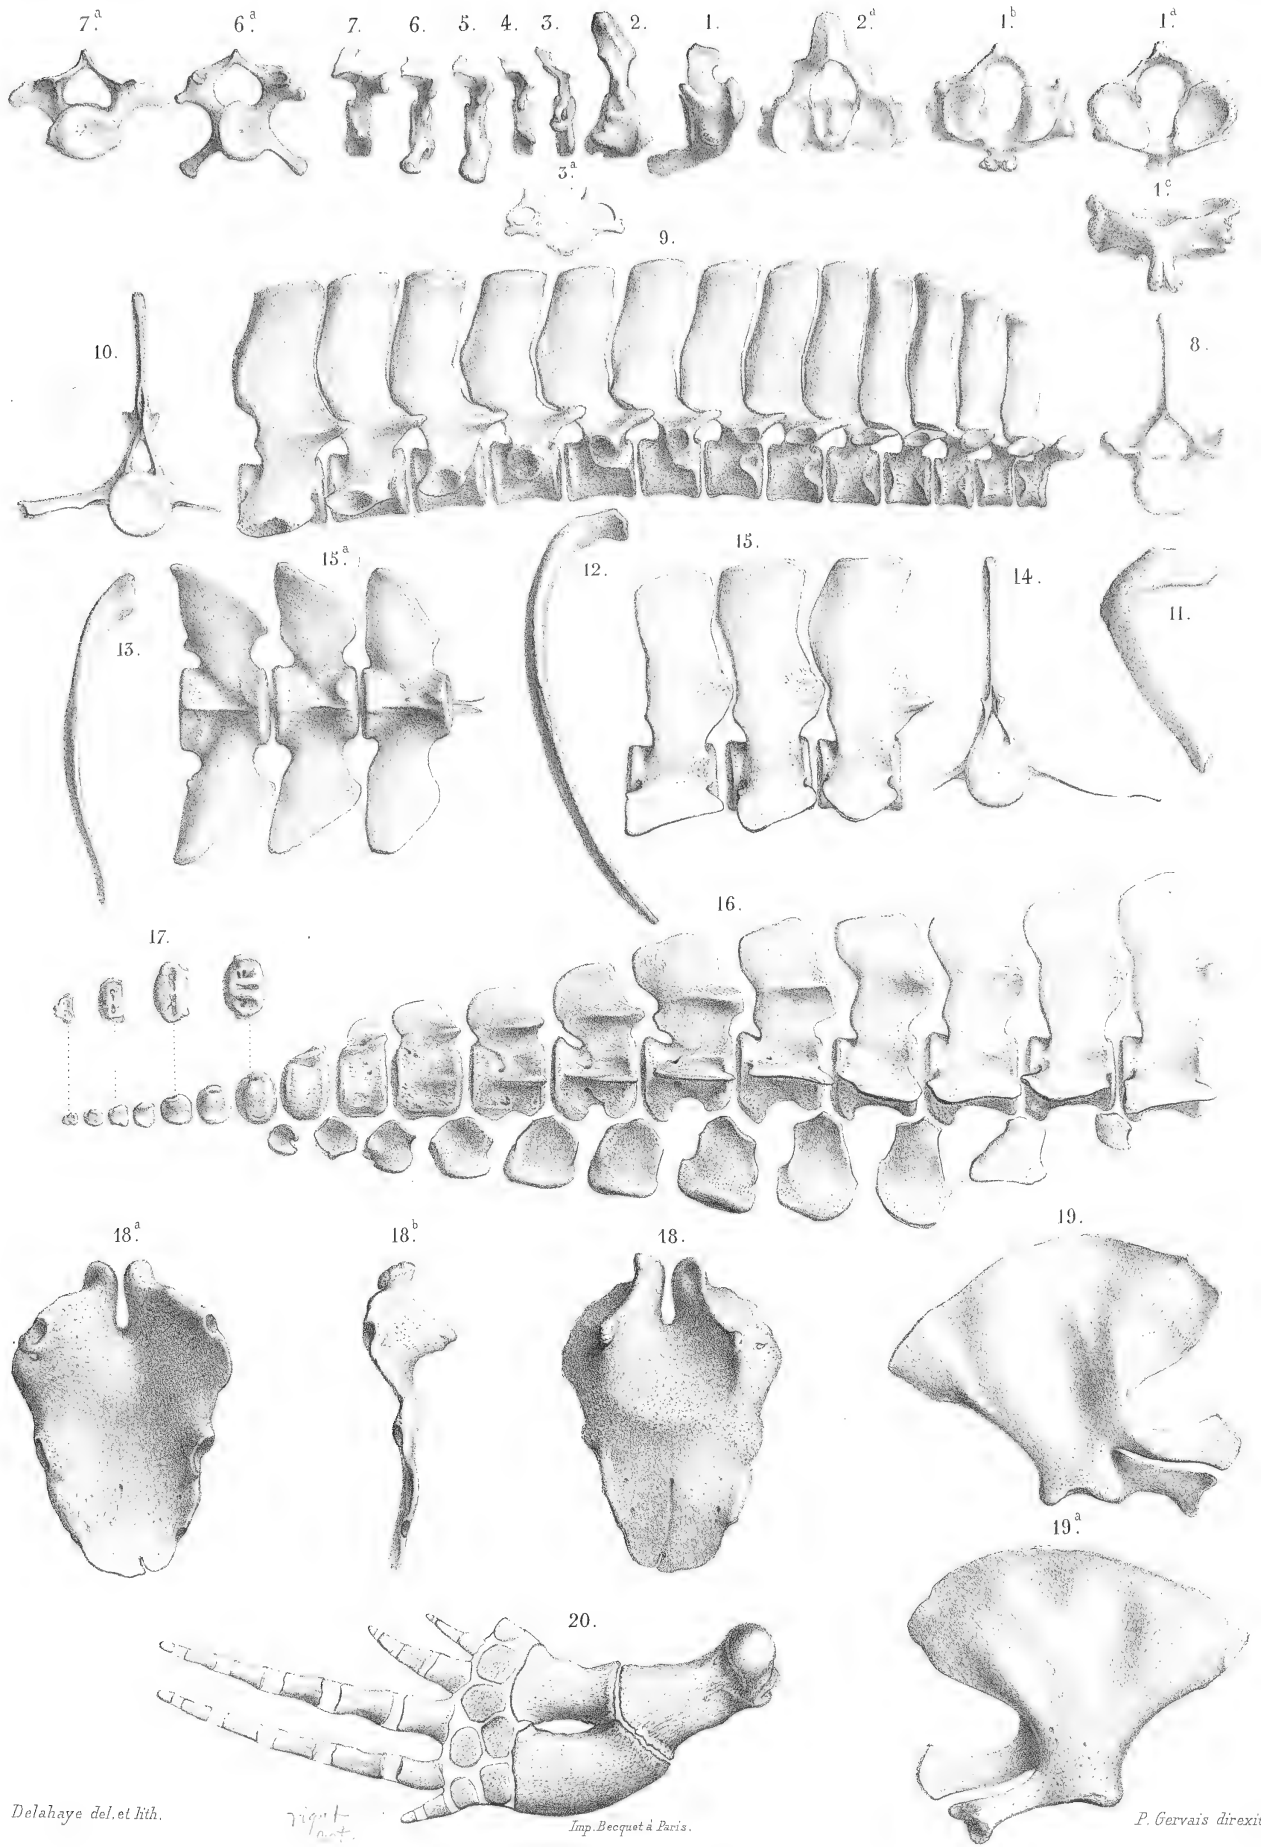 7.a 6.a 7. 6. 5. 4. 3. 2. 1. 2.a 1.b 1.a
3.a 1.c
9.
10. 8.
15.a 12. 15. 14. 11.
13.
16.
17.
18.a 18.b 18. 19.
19.a
20.
Delahaye del. et lith.
Imp. Becquet à Paris.
P. Gervais direxit